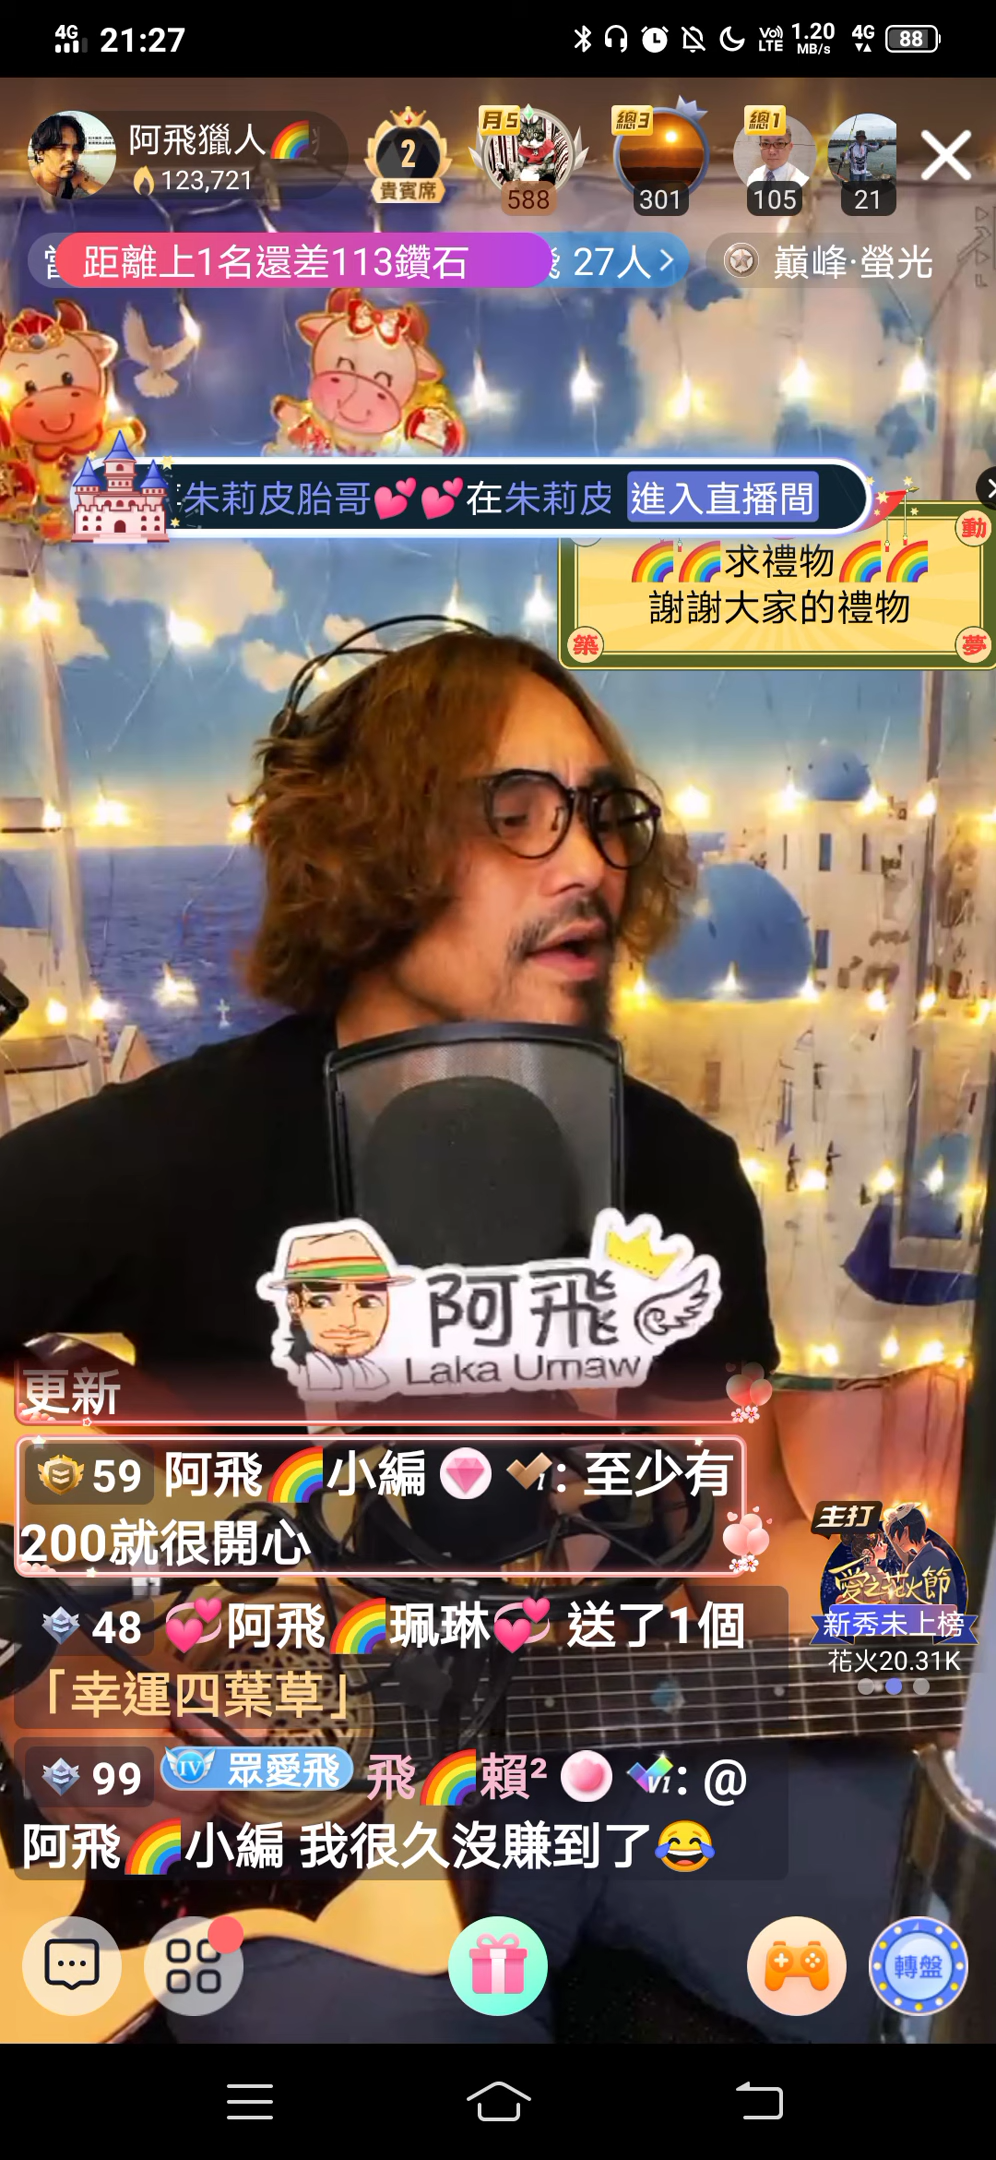 4G 21:27 Vo) LTE 1.20 MB/s 4G 88
阿飛獵人🌈
123,721
2
貴賓席
月5
588
總3
301
總1
105
21
距離上1名還差113鑽石
27人>
巔峰·螢光
朱莉皮胎哥💕💕在朱莉皮 進入直播間
動
🌈🌈求禮物🌈🌈
謝謝大家的禮物
築
夢
阿飛
Laka Umaw
更新
59 阿飛🌈小編 1: 至少有
200就很開心
48 💞阿飛🌈珮琳💞 送了1個
「幸運四葉草」
99 IV 眾愛飛 飛🌈賴² V1: @
阿飛🌈小編 我很久沒賺到了😂
主打
愛之花火節
新秀未上榜
花火20.31K
轉盤